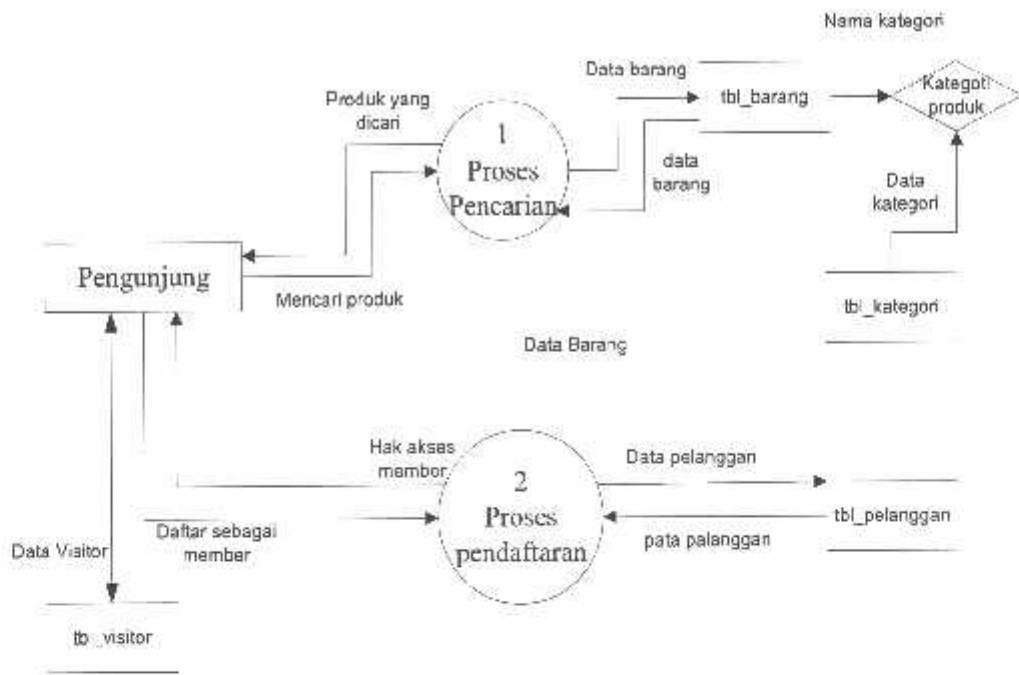 Nama kategori
Data barang
Produk yang
dicari
tbl_barang
Kategoti
produk
1
Proses
Pencarian
data
barang
Data
kategori
Pengunjung
Mencari produk
tbl_kategori
Data Barang
Hak akses
member
Data pelanggan
2
Proses
pendaftaran
tbl_pelanggan
Daftar sebagai
member
pata palanggan
Data Visitor
tb_visitor